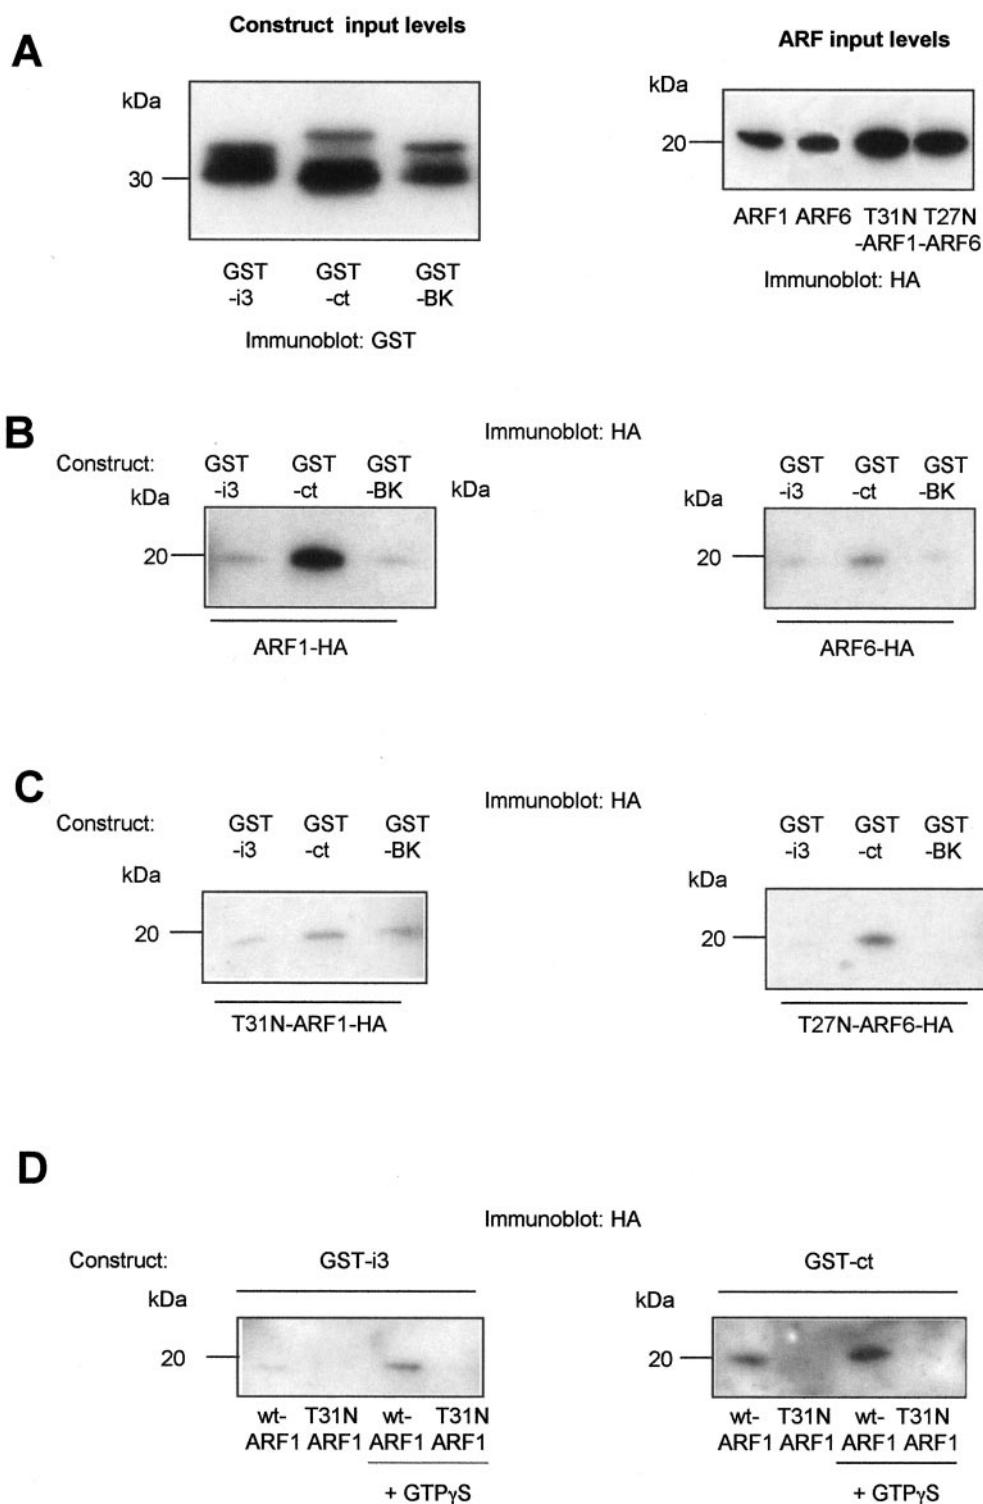 A
Construct input levels
ARF input levels
kDa
30
GST GST GST
-i3 -ct -BK
Immunoblot: GST
kDa
20
ARF1 ARF6 T31N T27N
-ARF1-ARF6
Immunoblot: HA
B
Immunoblot: HA
Construct: GST GST GST
-i3 -ct -BK
kDa
20
ARF1-HA
kDa
GST GST GST
-i3 -ct -BK
kDa
20
ARF6-HA
C
Immunoblot: HA
Construct: GST GST GST
-i3 -ct -BK
kDa
20
T31N-ARF1-HA
GST GST GST
-i3 -ct -BK
kDa
20
T27N-ARF6-HA
D
Immunoblot: HA
Construct: GST-i3
kDa
20
wt- T31N wt- T31N
ARF1 ARF1 ARF1 ARF1
+ GTPγS
GST-ct
kDa
20
wt- T31N wt- T31N
ARF1 ARF1 ARF1 ARF1
+ GTPγS